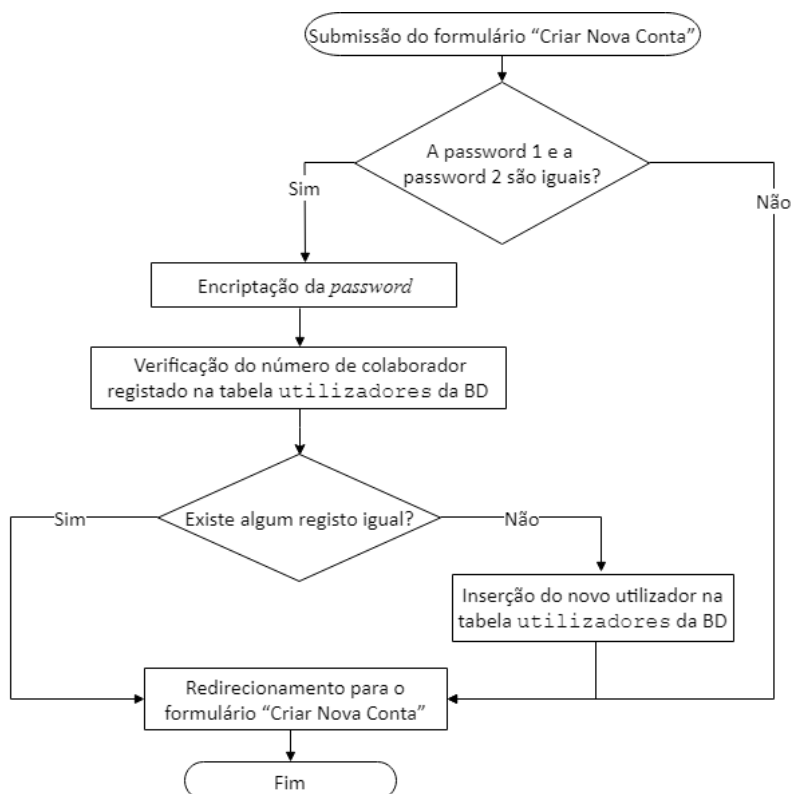 Submissão do formulário “Criar Nova Conta”
A password 1 e a
password 2 são iguais?
Sim
Não
Encriptação da password
Verificação do número de colaborador
registado na tabela utilizadores da BD
Existe algum registo igual?
Sim
Não
Inserção do novo utilizador na
tabela utilizadores da BD
Redirecionamento para o
formulário “Criar Nova Conta”
Fim